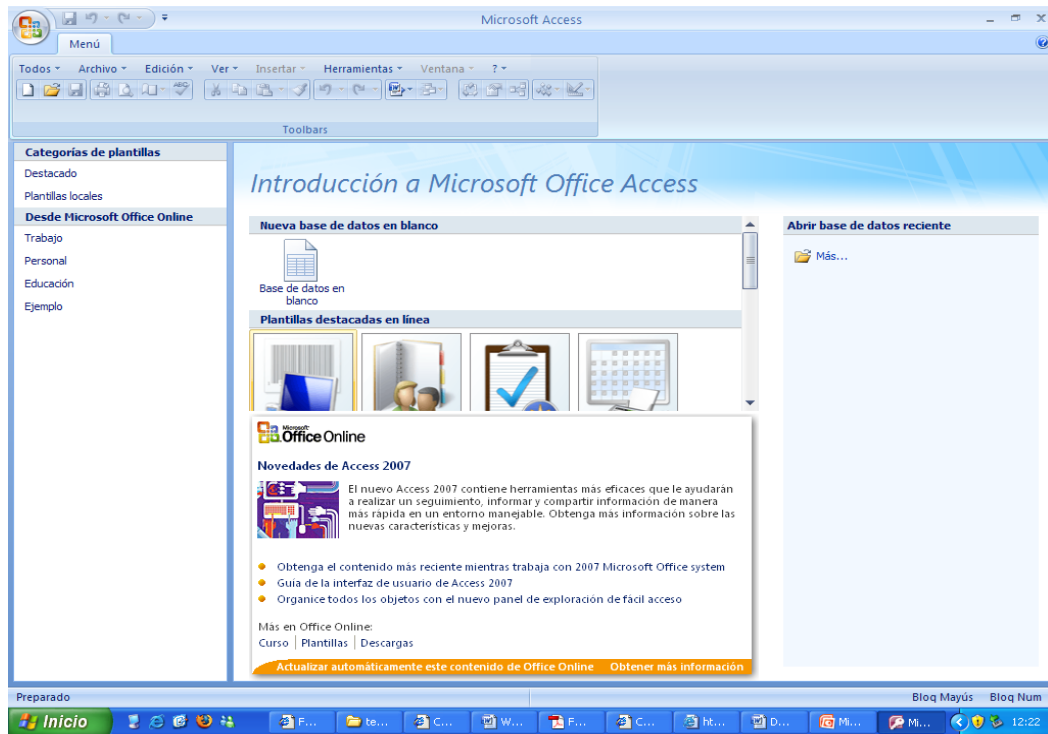 Microsoft Access
Menú
Todos Archivo Edición Ver Insertar Herramientas Ventana ?
Toolbars
Categorías de plantillas
Destacado
Plantillas locales
Desde Microsoft Office Online
Trabajo
Personal
Educación
Ejemplo
Introducción a Microsoft Office Access
Nueva base de datos en blanco
Base de datos en
blanco
Plantillas destacadas en línea
Microsoft
Office Online
Novedades de Access 2007
El nuevo Access 2007 contiene herramientas más eficaces que le ayudarán
a realizar un seguimiento, informar y compartir información de manera
más rápida en un entorno manejable. Obtenga más información sobre las
nuevas características y mejoras.
Obtenga el contenido más reciente mientras trabaja con 2007 Microsoft Office system
Guía de la interfaz de usuario de Access 2007
Organice todos los objetos con el nuevo panel de exploración de fácil acceso
Más en Office Online:
Curso | Plantillas | Descargas
Actualizar automáticamente este contenido de Office Online Obtener más información
Abrir base de datos reciente
Más...
Preparado
Bloq Mayús Bloq Num
Inicio F... te... C... W... F... C... ht... D... Mi... Mi... 12:22